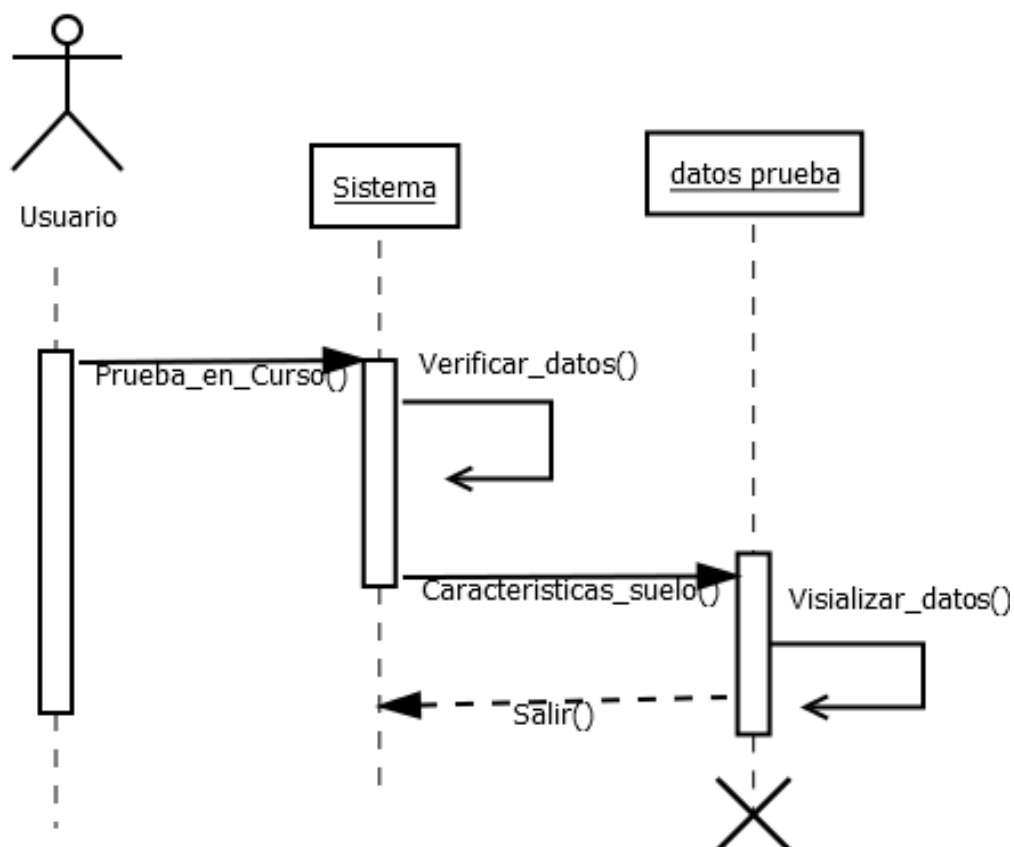 Usuario
Sistema
datos prueba
Prueba_en_Curso()
Verificar_datos()
Caracteristicas_suelo()
Visializar_datos()
Salir()